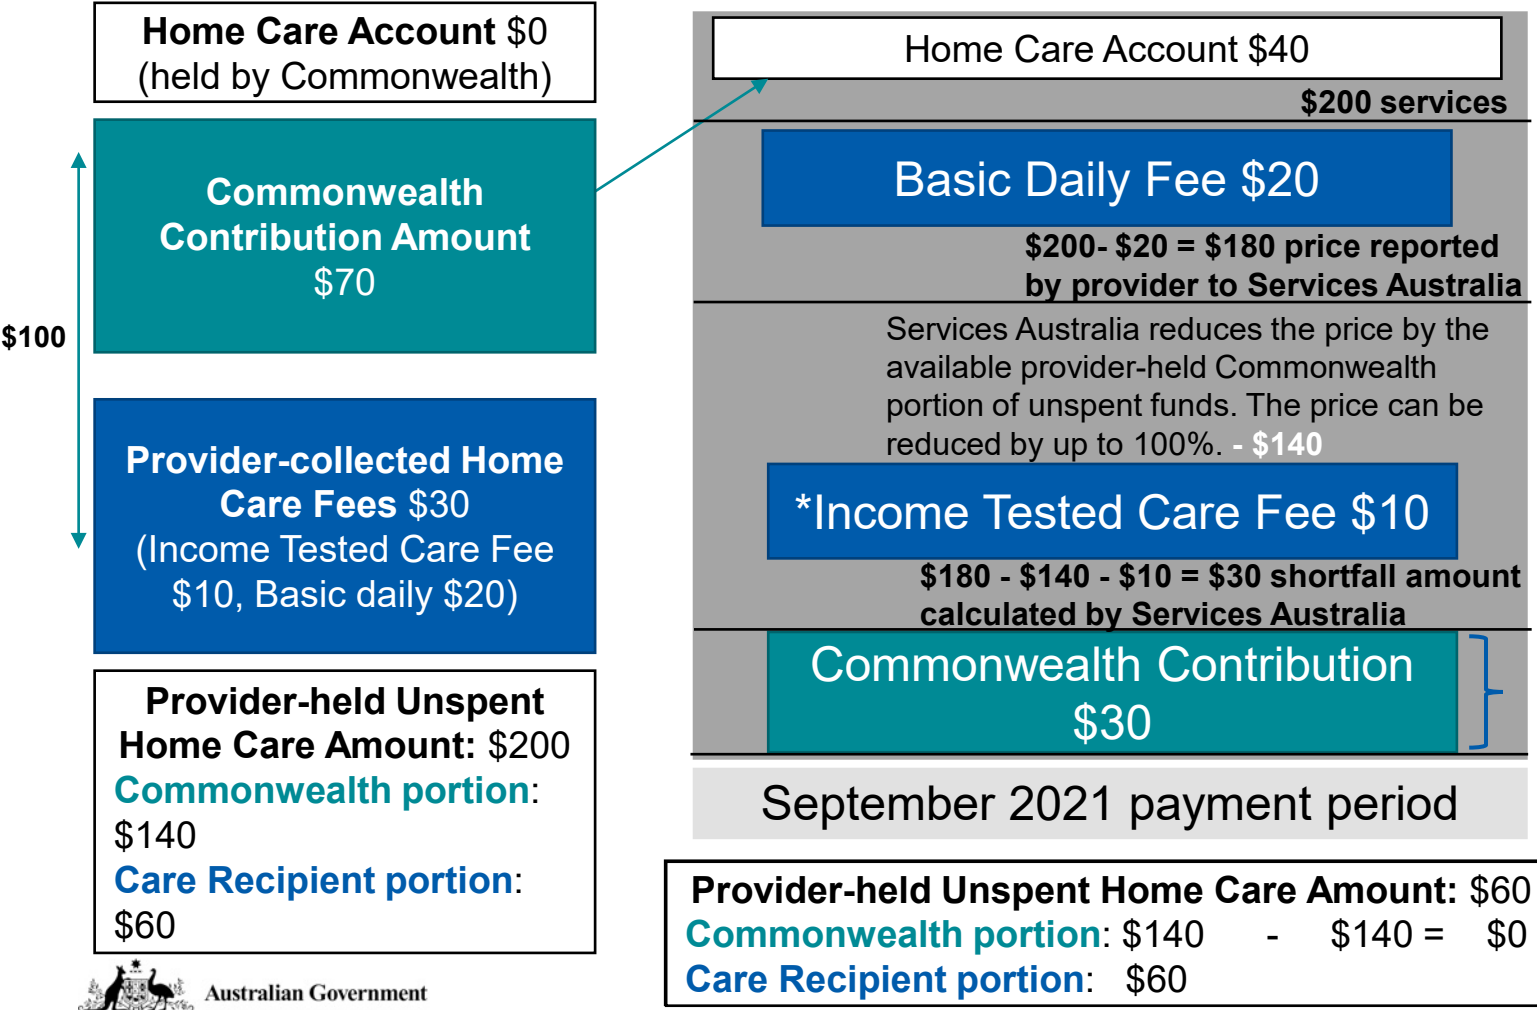 Home Care Account $0
(held by Commonwealth)
Commonwealth
Contribution Amount
$70
$100
Provider-collected Home
Care Fees $30
(Income Tested Care Fee
$10, Basic daily $20)
Provider-held Unspent
Home Care Amount: $200
Commonwealth portion:
$140
Care Recipient portion:
$60
Australian Government
Home Care Account $40
$200 services
Basic Daily Fee $20
$200- $20 = $180 price reported
by provider to Services Australia
Services Australia reduces the price by the
available provider-held Commonwealth
portion of unspent funds. The price can be
reduced by up to 100%. - $140
*Income Tested Care Fee $10
$180 - $140 - $10 = $30 shortfall amount
calculated by Services Australia
Commonwealth Contribution
$30
September 2021 payment period
Provider-held Unspent Home Care Amount: $60
Commonwealth portion: $140 - $140 = $0
Care Recipient portion: $60